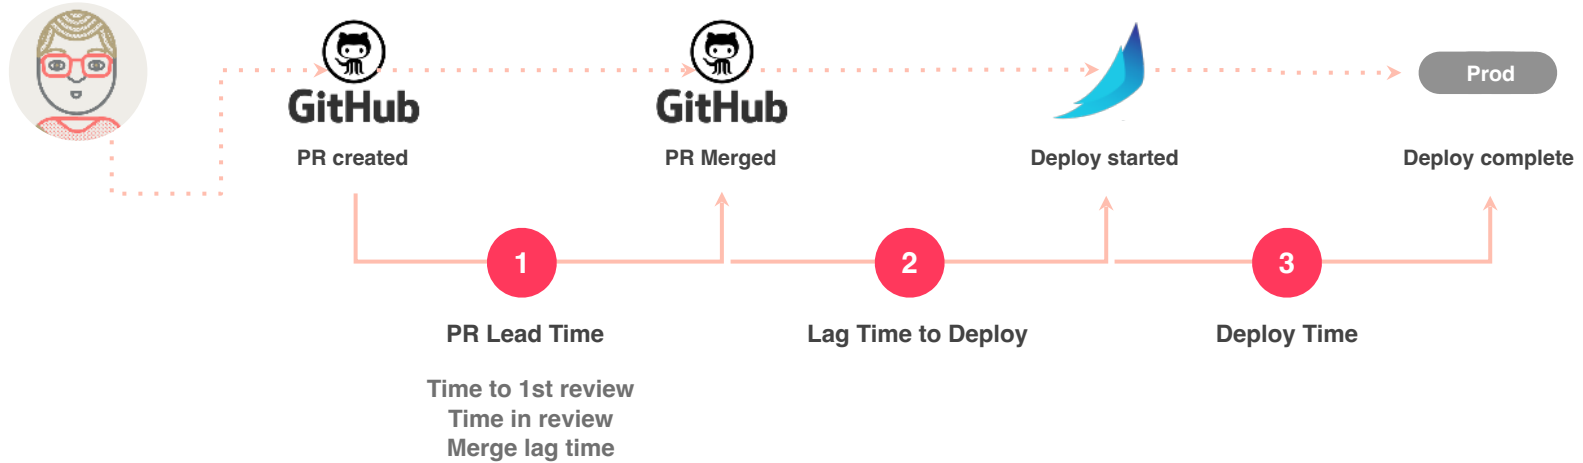 GitHub
GitHub
Prod
PR created
PR Merged
Deploy started
Deploy complete
1
2
3
PR Lead Time
Lag Time to Deploy
Deploy Time
Time to 1st review
Time in review
Merge lag time